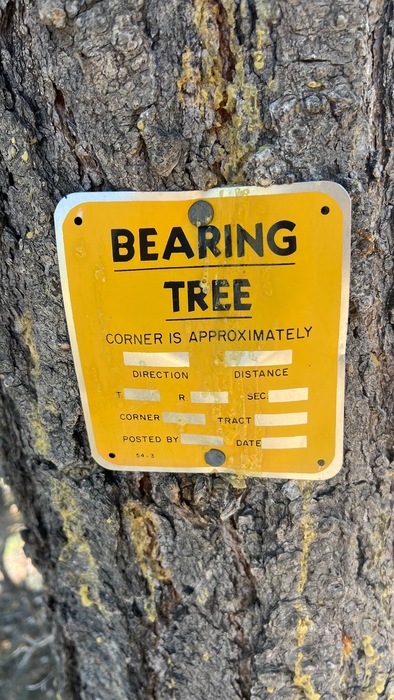 BEARING
TREE
CORNER IS APPROXIMATELY
DIRECTION DISTANCE
T R. SEC.
CORNER TRACT
POSTED BY DATE
54-3